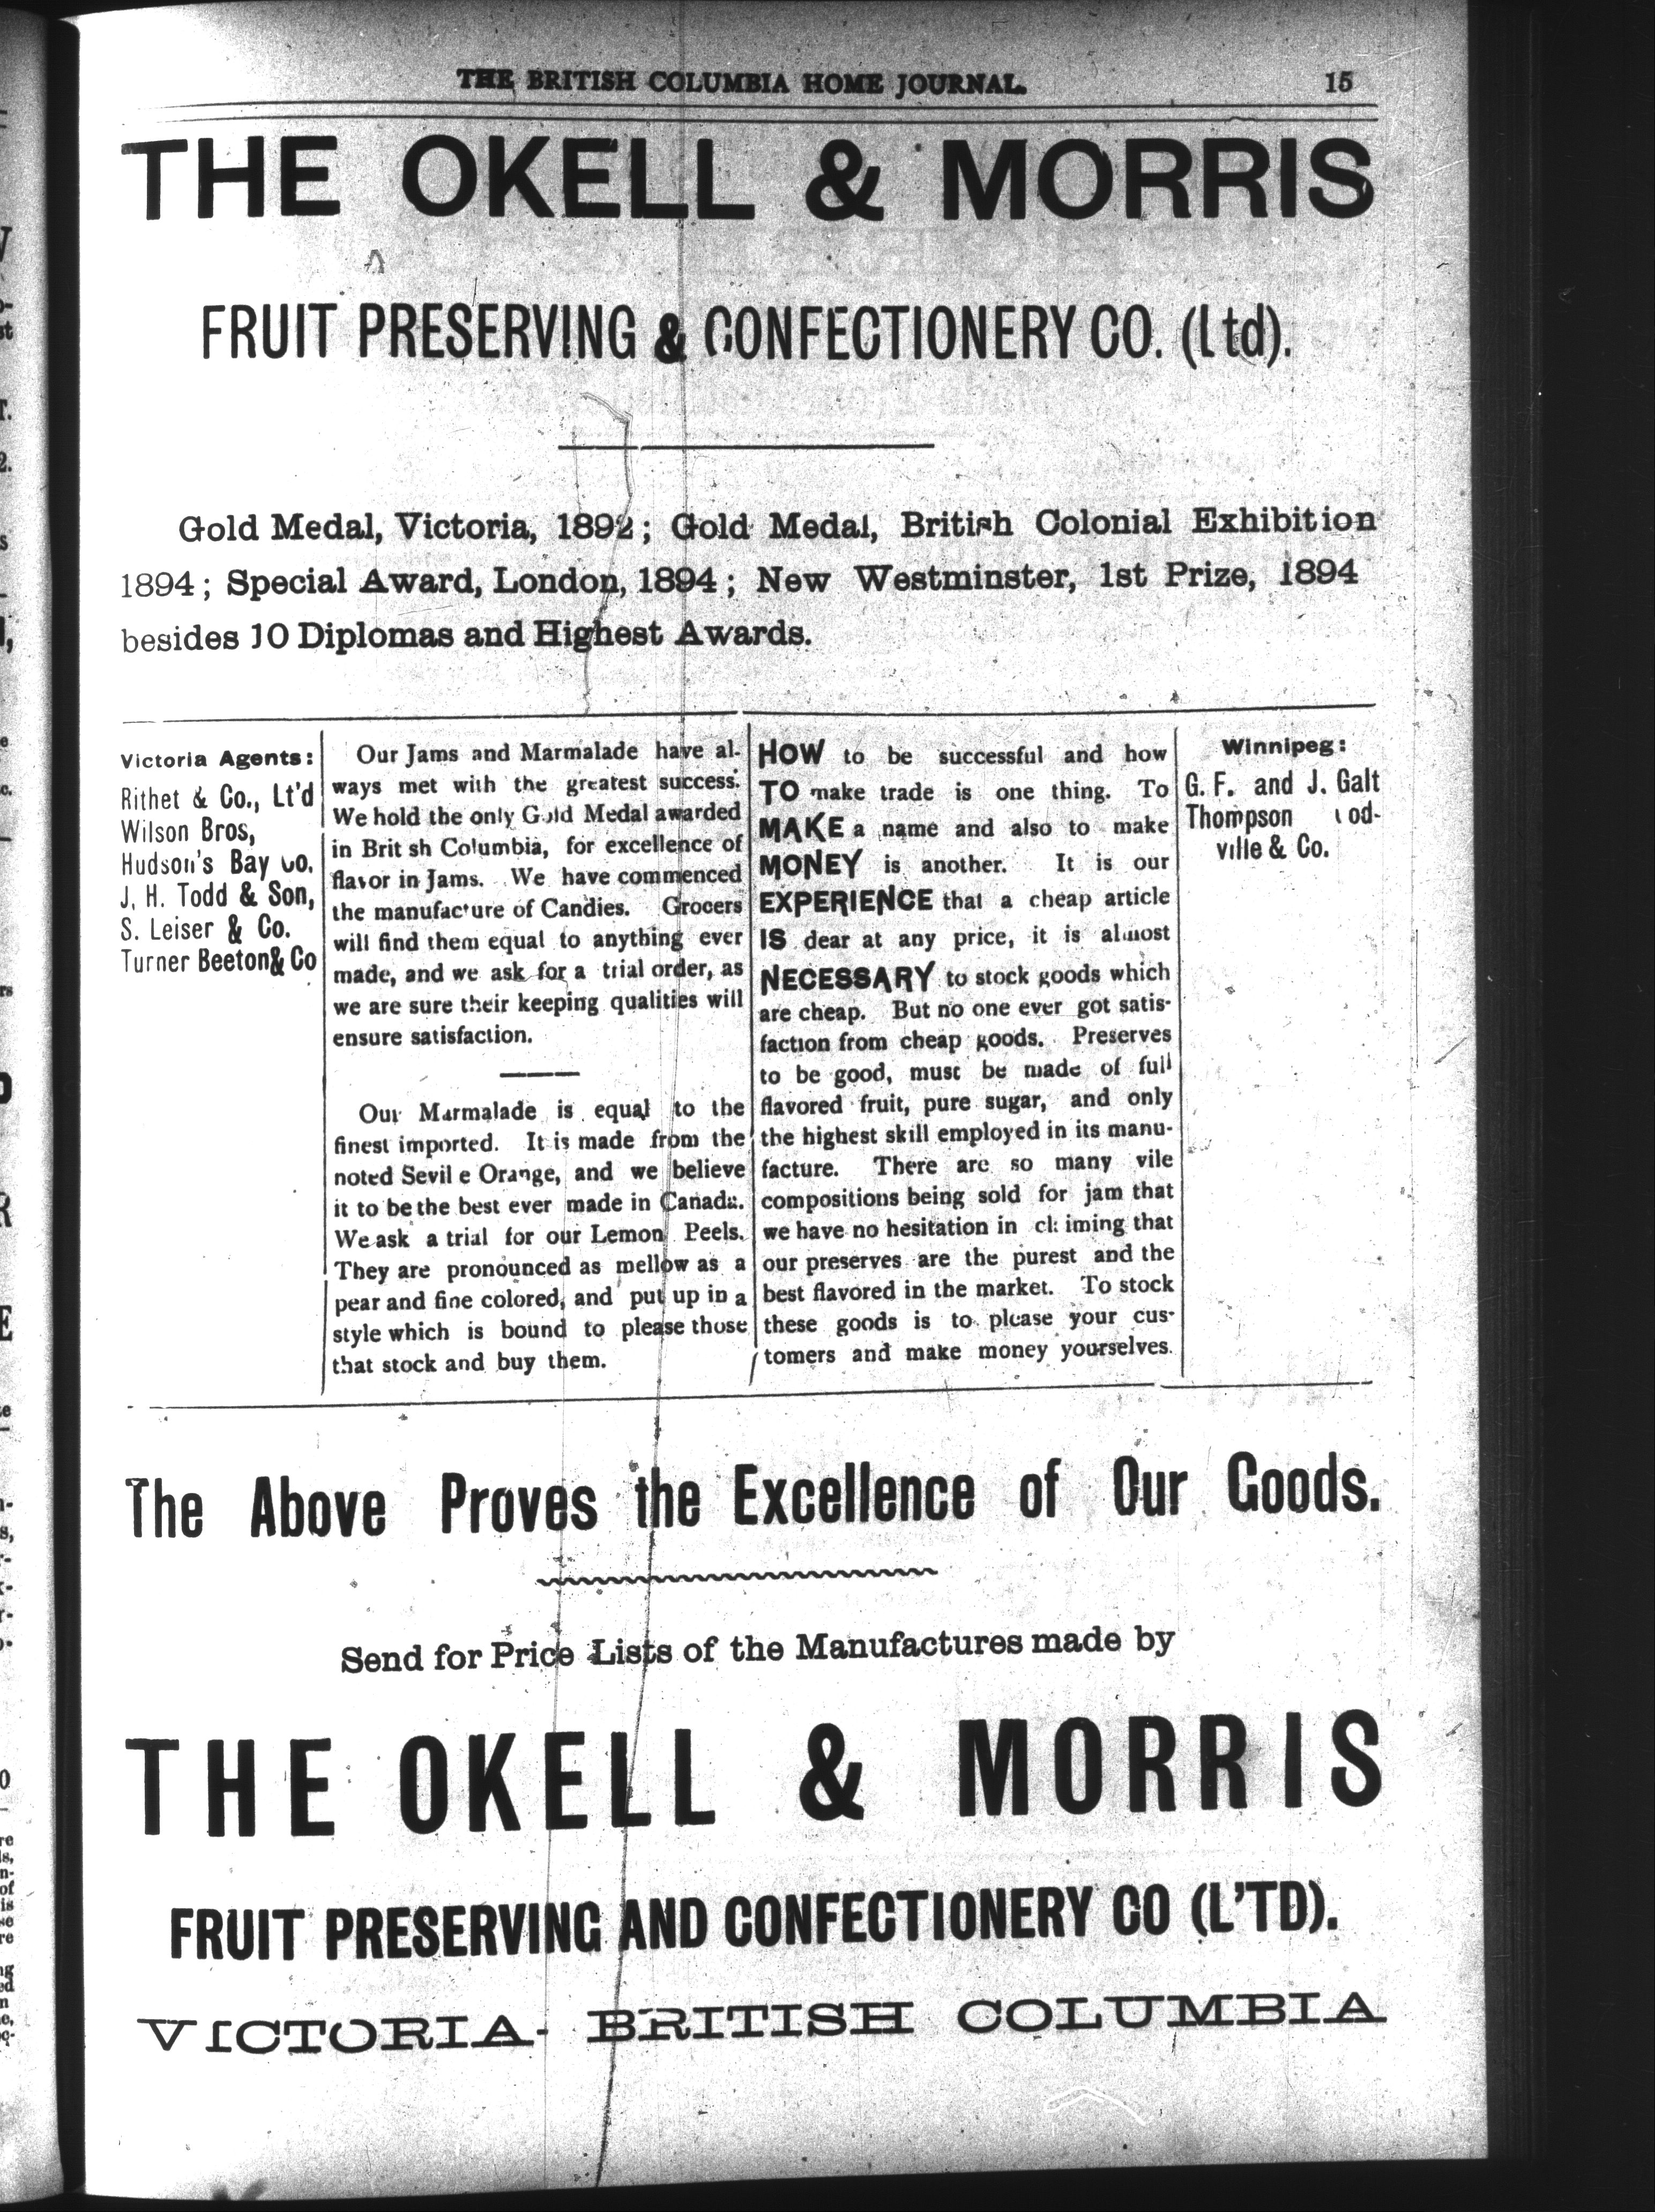 THE BRITISH COLUMBIA HOME JOURNAL. 15
THE OKELL & MORRIS
FRUIT PRESERVING & CONFECTIONERY CO. (Ltd).
Gold Medal, Victoria, 1892; Gold Medal, British Colonial Exhibition
1894; Special Award, London, 1894; New Westminster, 1st Prize, 1894
besides 10 Diplomas and Highest Awards.
Victoria Agents:
Rithet & Co., Lt'd
Wilson Bros,
Hudson's Bay Co.
J. H. Todd & Son,
S. Leiser & Co.
Turner Beeton & Co
Our Jams and Marmalade have al-
ways met with the greatest success.
We hold the only Gold Medal awarded
in Brit sh Columbia, for excellence of
flavor in Jams. We have commenced
the manufacture of Candies. Grocers
will find them equal to anything ever
made, and we ask for a trial order, as
we are sure their keeping qualities will
ensure satisfaction.
Our Marmalade is equal to the
finest imported. It is made from the
noted Sevil e Orange, and we believe
it to be the best ever made in Canada.
We ask a trial for our Lemon Peels.
They are pronounced as mellow as a
pear and fine colored, and put up in a
style which is bound to please those
that stock and buy them.
HOW to be successful and how
TO make trade is one thing. To
MAKE a name and also to make
MONEY is another. It is our
EXPERIENCE that a cheap article
IS dear at any price, it is almost
NECESSARY to stock goods which
are cheap. But no one ever got satis-
faction from cheap goods. Preserves
to be good, must be made of full
flavored fruit, pure sugar, and only
the highest skill employed in its manu-
facture. There are so many vile
compositions being sold for jam that
we have no hesitation in cl iming that
our preserves are the purest and the
best flavored in the market. To stock
these goods is to please your cus-
tomers and make money yourselves.
Winnipeg:
G. F. and J. Galt
Thompson od-
ville & Co.
The Above Proves the Excellence of Our Goods.
Send for Price Lists of the Manufactures made by
THE OKELL & MORRIS
FRUIT PRESERVING AND CONFECTIONERY CO (L'TD).
VICTORIA- BRITISH COLUMBIA